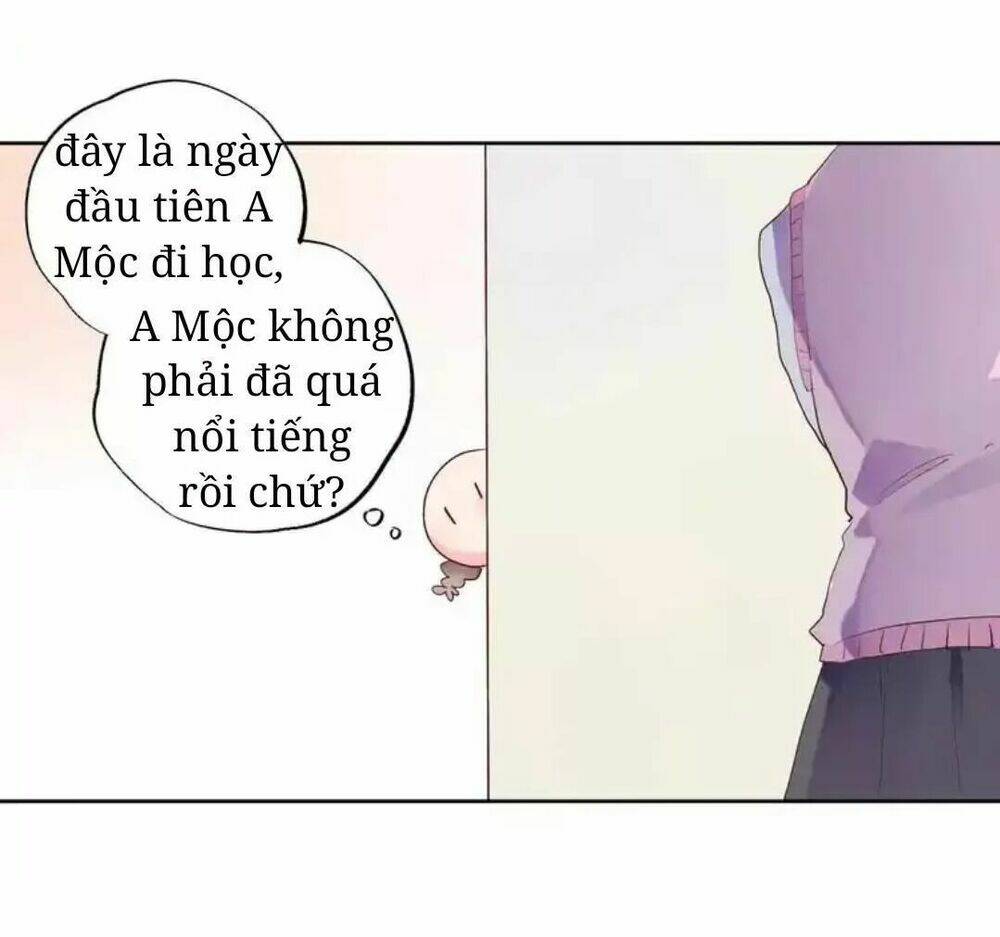 đây là ngày
đầu tiên A
Mộc đi học,
A Mộc không
phải đã quá
nổi tiếng
rồi chứ?